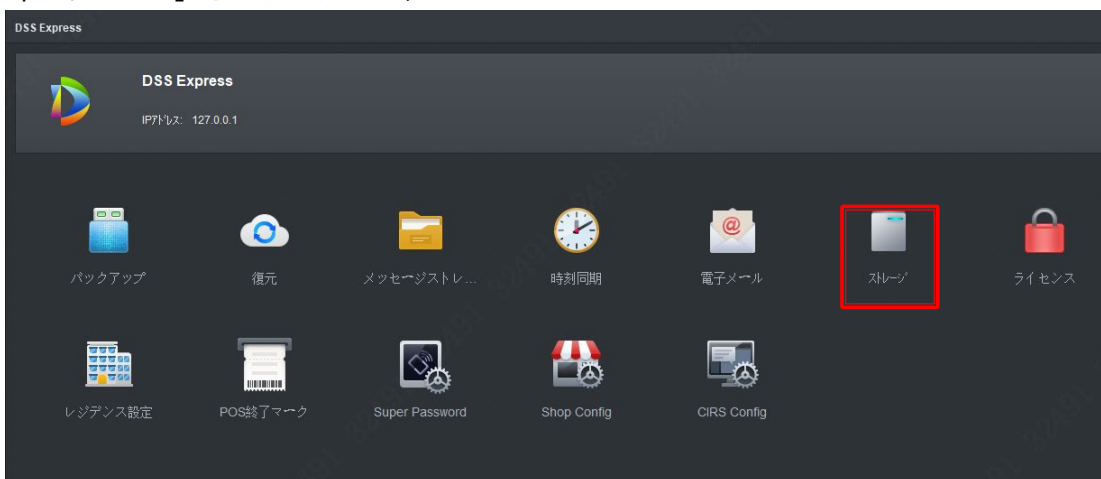 DSS Express
DSS Express
IPｱﾄﾞﾚｽ: 127.0.0.1
バックアップ
復元
メッセージストレ...
時刻同期
電子メール
ｽﾄﾚｰｼﾞ
ライセンス
レジデンス設定
POS終了マーク
Super Password
Shop Config
CIRS Config